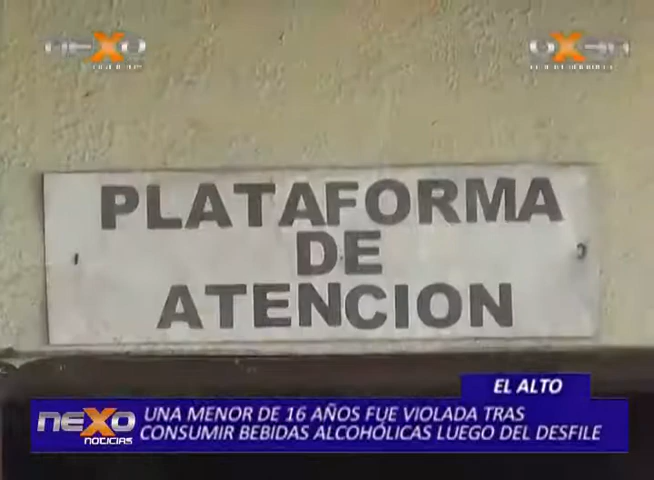 nexo
PLATAFORMA
DE
ATENCION
EL ALTO
nexo
NOTICIAS
UNA MENOR DE 16 AÑOS FUE VIOLADA TRAS
CONSUMIR BEBIDAS ALCOHÓLICAS LUEGO DEL DESFILE